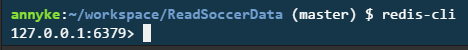 annyke:~/workspace/ReadSoccerData (master) $ redis-cli
127.0.0.1:6379>